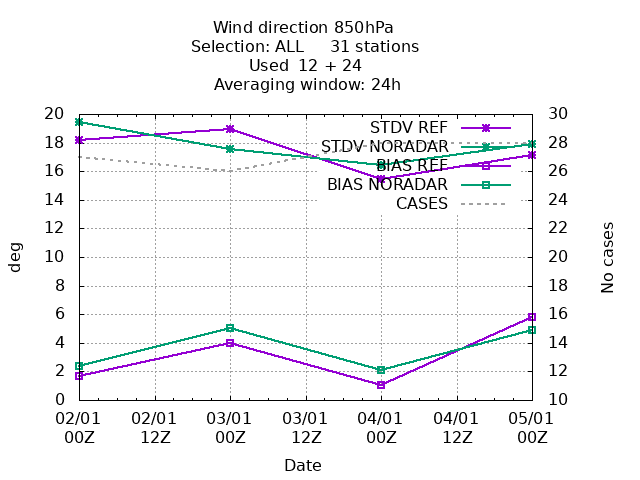 Wind direction 850hPa
Selection: ALL 31 stations
Used 12 + 24
Averaging window: 24h
20 30
18 28
16 26
14 24
12 22
10 20
8 18
6 16
4 14
2 12
0 10
STDV REF
STDV NORADAR
BIAS REF
BIAS NORADAR
CASES
deg
No cases
02/01 02/01 03/01 03/01 04/01 04/01 05/01
00Z 12Z 00Z 12Z 00Z 12Z 00Z
Date